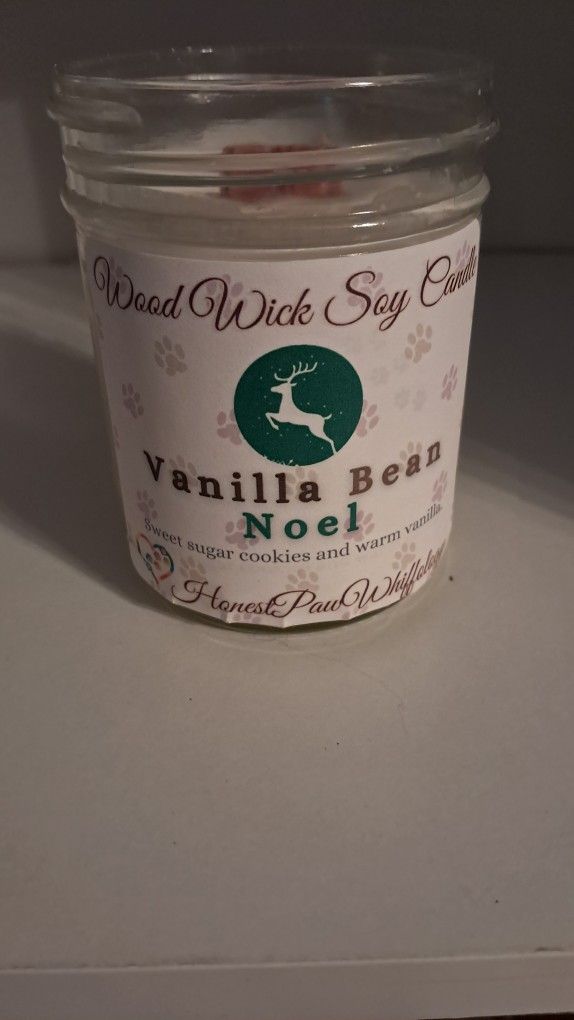 Wood Wick Soy Candle
Vanilla Bean
Noel
Sweet sugar cookies and warm vanilla.
HonestPawWhiffology